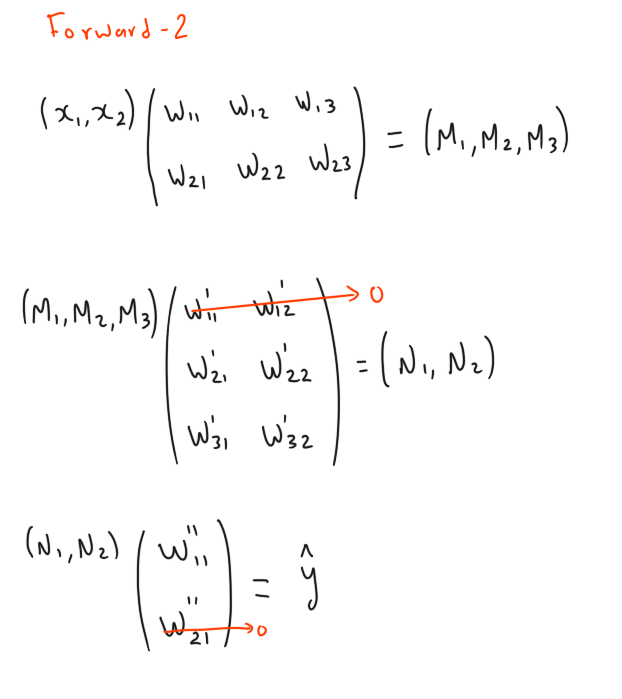 Forward-2
(x₁,x₂) (W₁₁ W₁₂ W₁₃
W₂₁ W₂₂ W₂₃) = (M₁,M₂,M₃)
(M₁,M₂,M₃) (W'₁₁ W'₁₂ → 0
W'₂₁ W'₂₂
W'₃₁ W'₃₂) = (N₁, N₂)
(N₁,N₂) (W''₁₁
W''₂₁ → 0) = ŷ